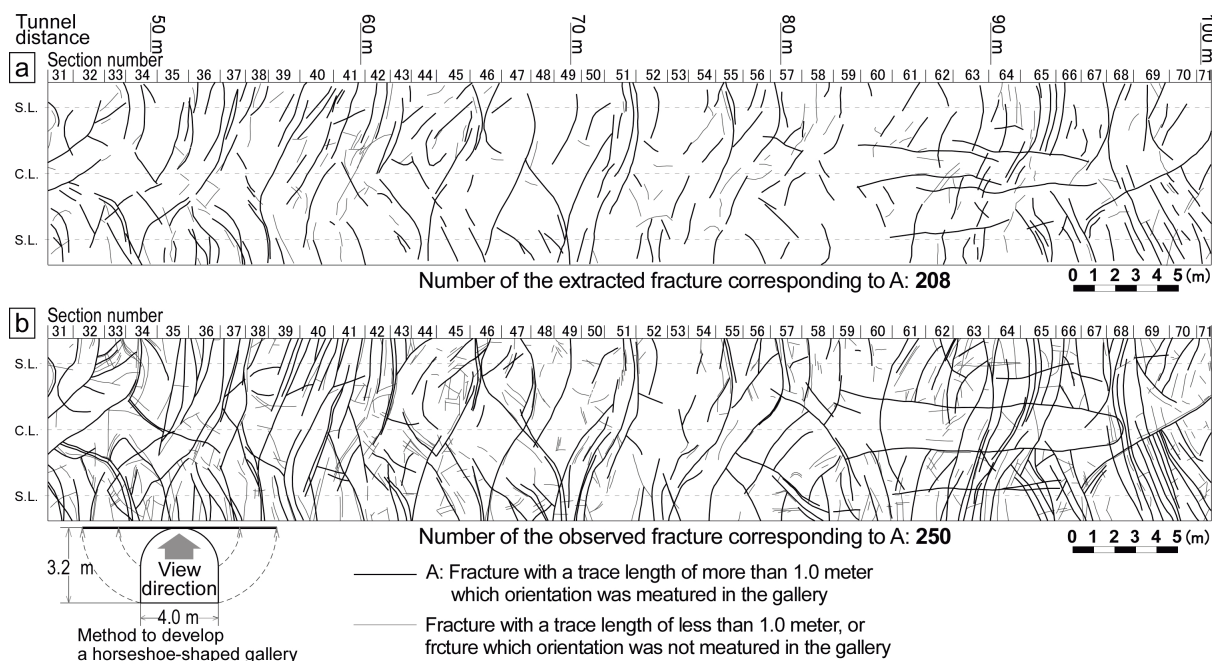 Tunnel
distance
50 m 60 m 70 m 80 m 90 m 100 m
a Section number
31 32 33 34 35 36 37 38 39 40 41 42 43 44 45 46 47 48 49 50 51 52 53 54 55 56 57 58 59 60 61 62 63 64 65 66 67 68 69 70 71
S.L.
C.L.
S.L.
Number of the extracted fracture corresponding to A: 208
0 1 2 3 4 5 (m)
b Section number
31 32 33 34 35 36 37 38 39 40 41 42 43 44 45 46 47 48 49 50 51 52 53 54 55 56 57 58 59 60 61 62 63 64 65 66 67 68 69 70 71
S.L.
C.L.
S.L.
Number of the observed fracture corresponding to A: 250
0 1 2 3 4 5 (m)
3.2 m
View
direction
4.0 m
Method to develop
a horseshoe-shaped gallery
A: Fracture with a trace length of more than 1.0 meter
which orientation was meatured in the gallery
Fracture with a trace length of less than 1.0 meter, or
frcture which orientation was not meatured in the gallery